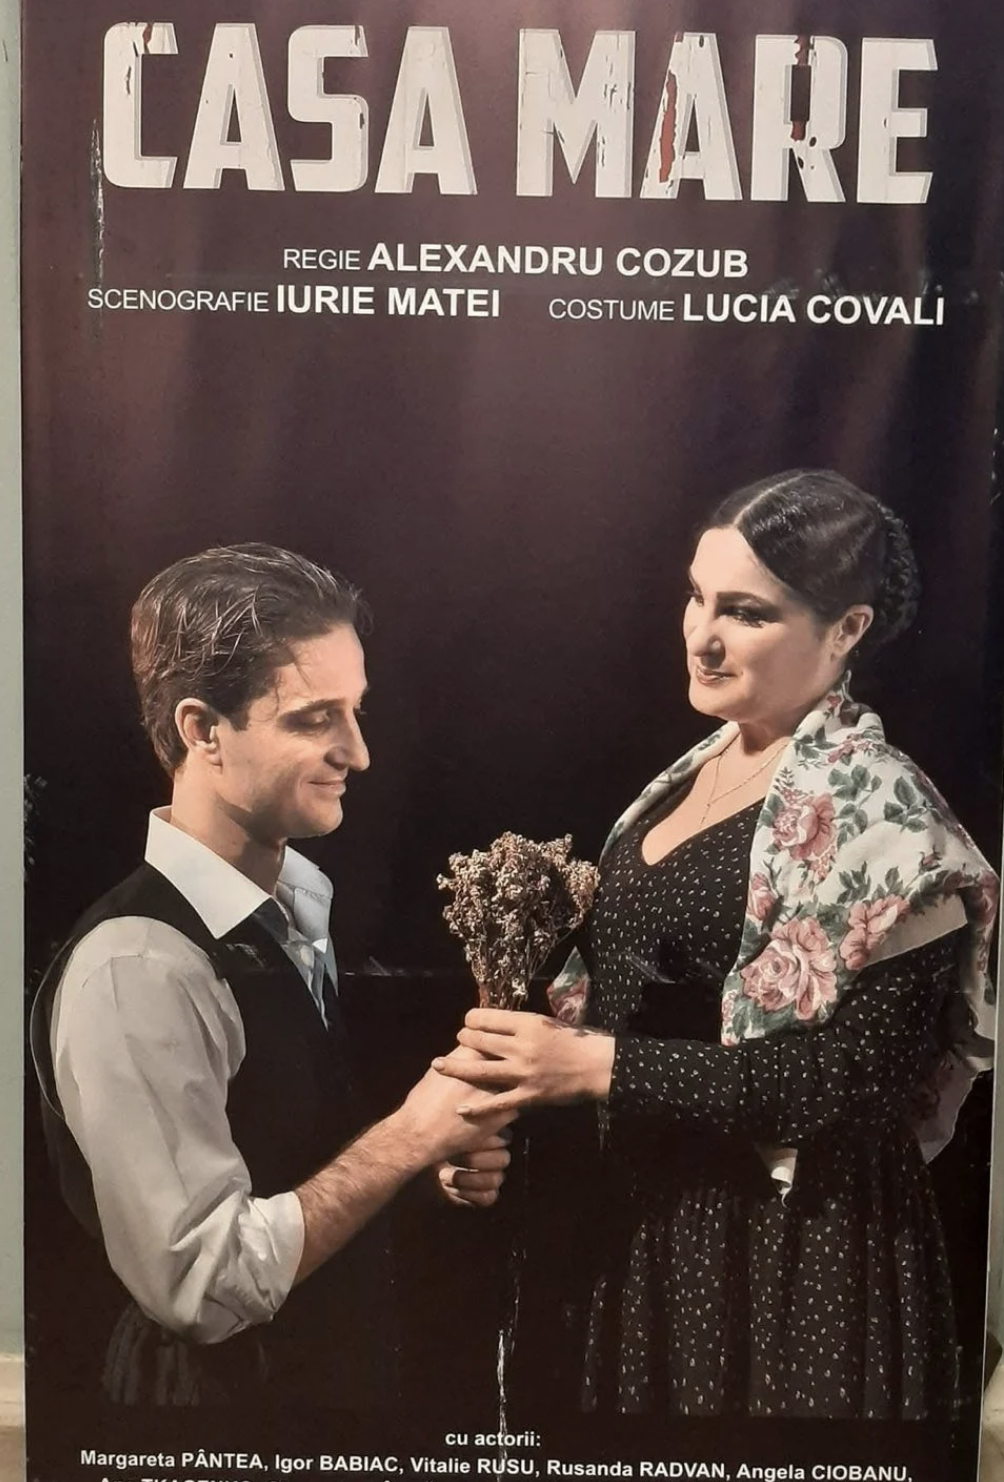 CASA MARE
REGIE ALEXANDRU COZUB
SCENOGRAFIE IURIE MATEI COSTUME LUCIA COVALI
cu actorii:
Margareta PÂNTEA, Igor BABIAC, Vitalie RUSU, Rusanda RADVAN, Angela CIOBANU,